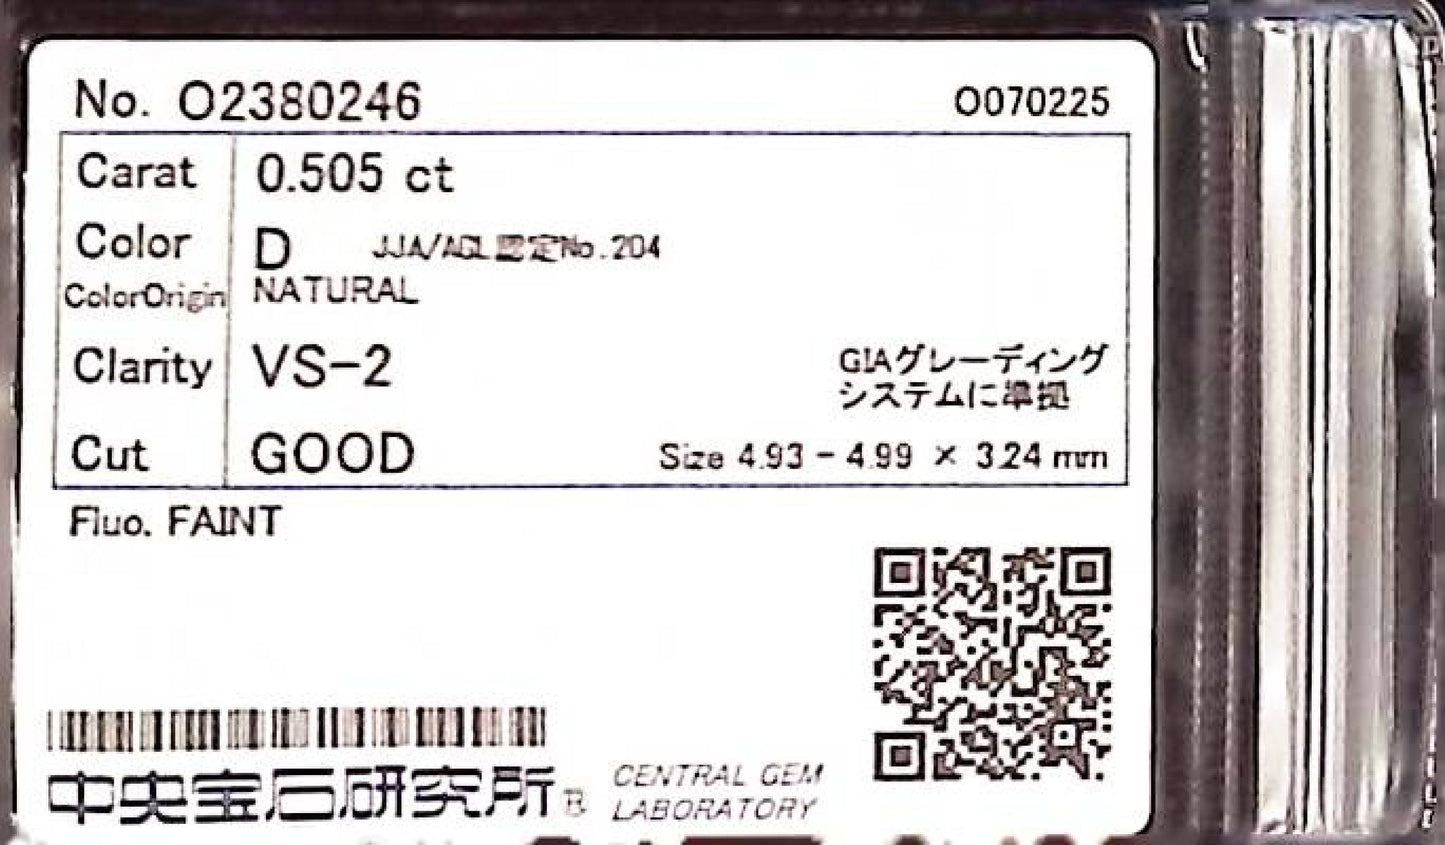 No. O2380246 O070225
Carat 0.505 ct
Color D JJA/AGL認定No.204
ColorOrigin NATURAL
Clarity VS-2 GIAグレーディング
システムに準拠
Cut GOOD Size 4.93 - 4.99 × 3.24 mm
Fluo. FAINT
中央宝石研究所® CENTRAL GEM
LABORATORY